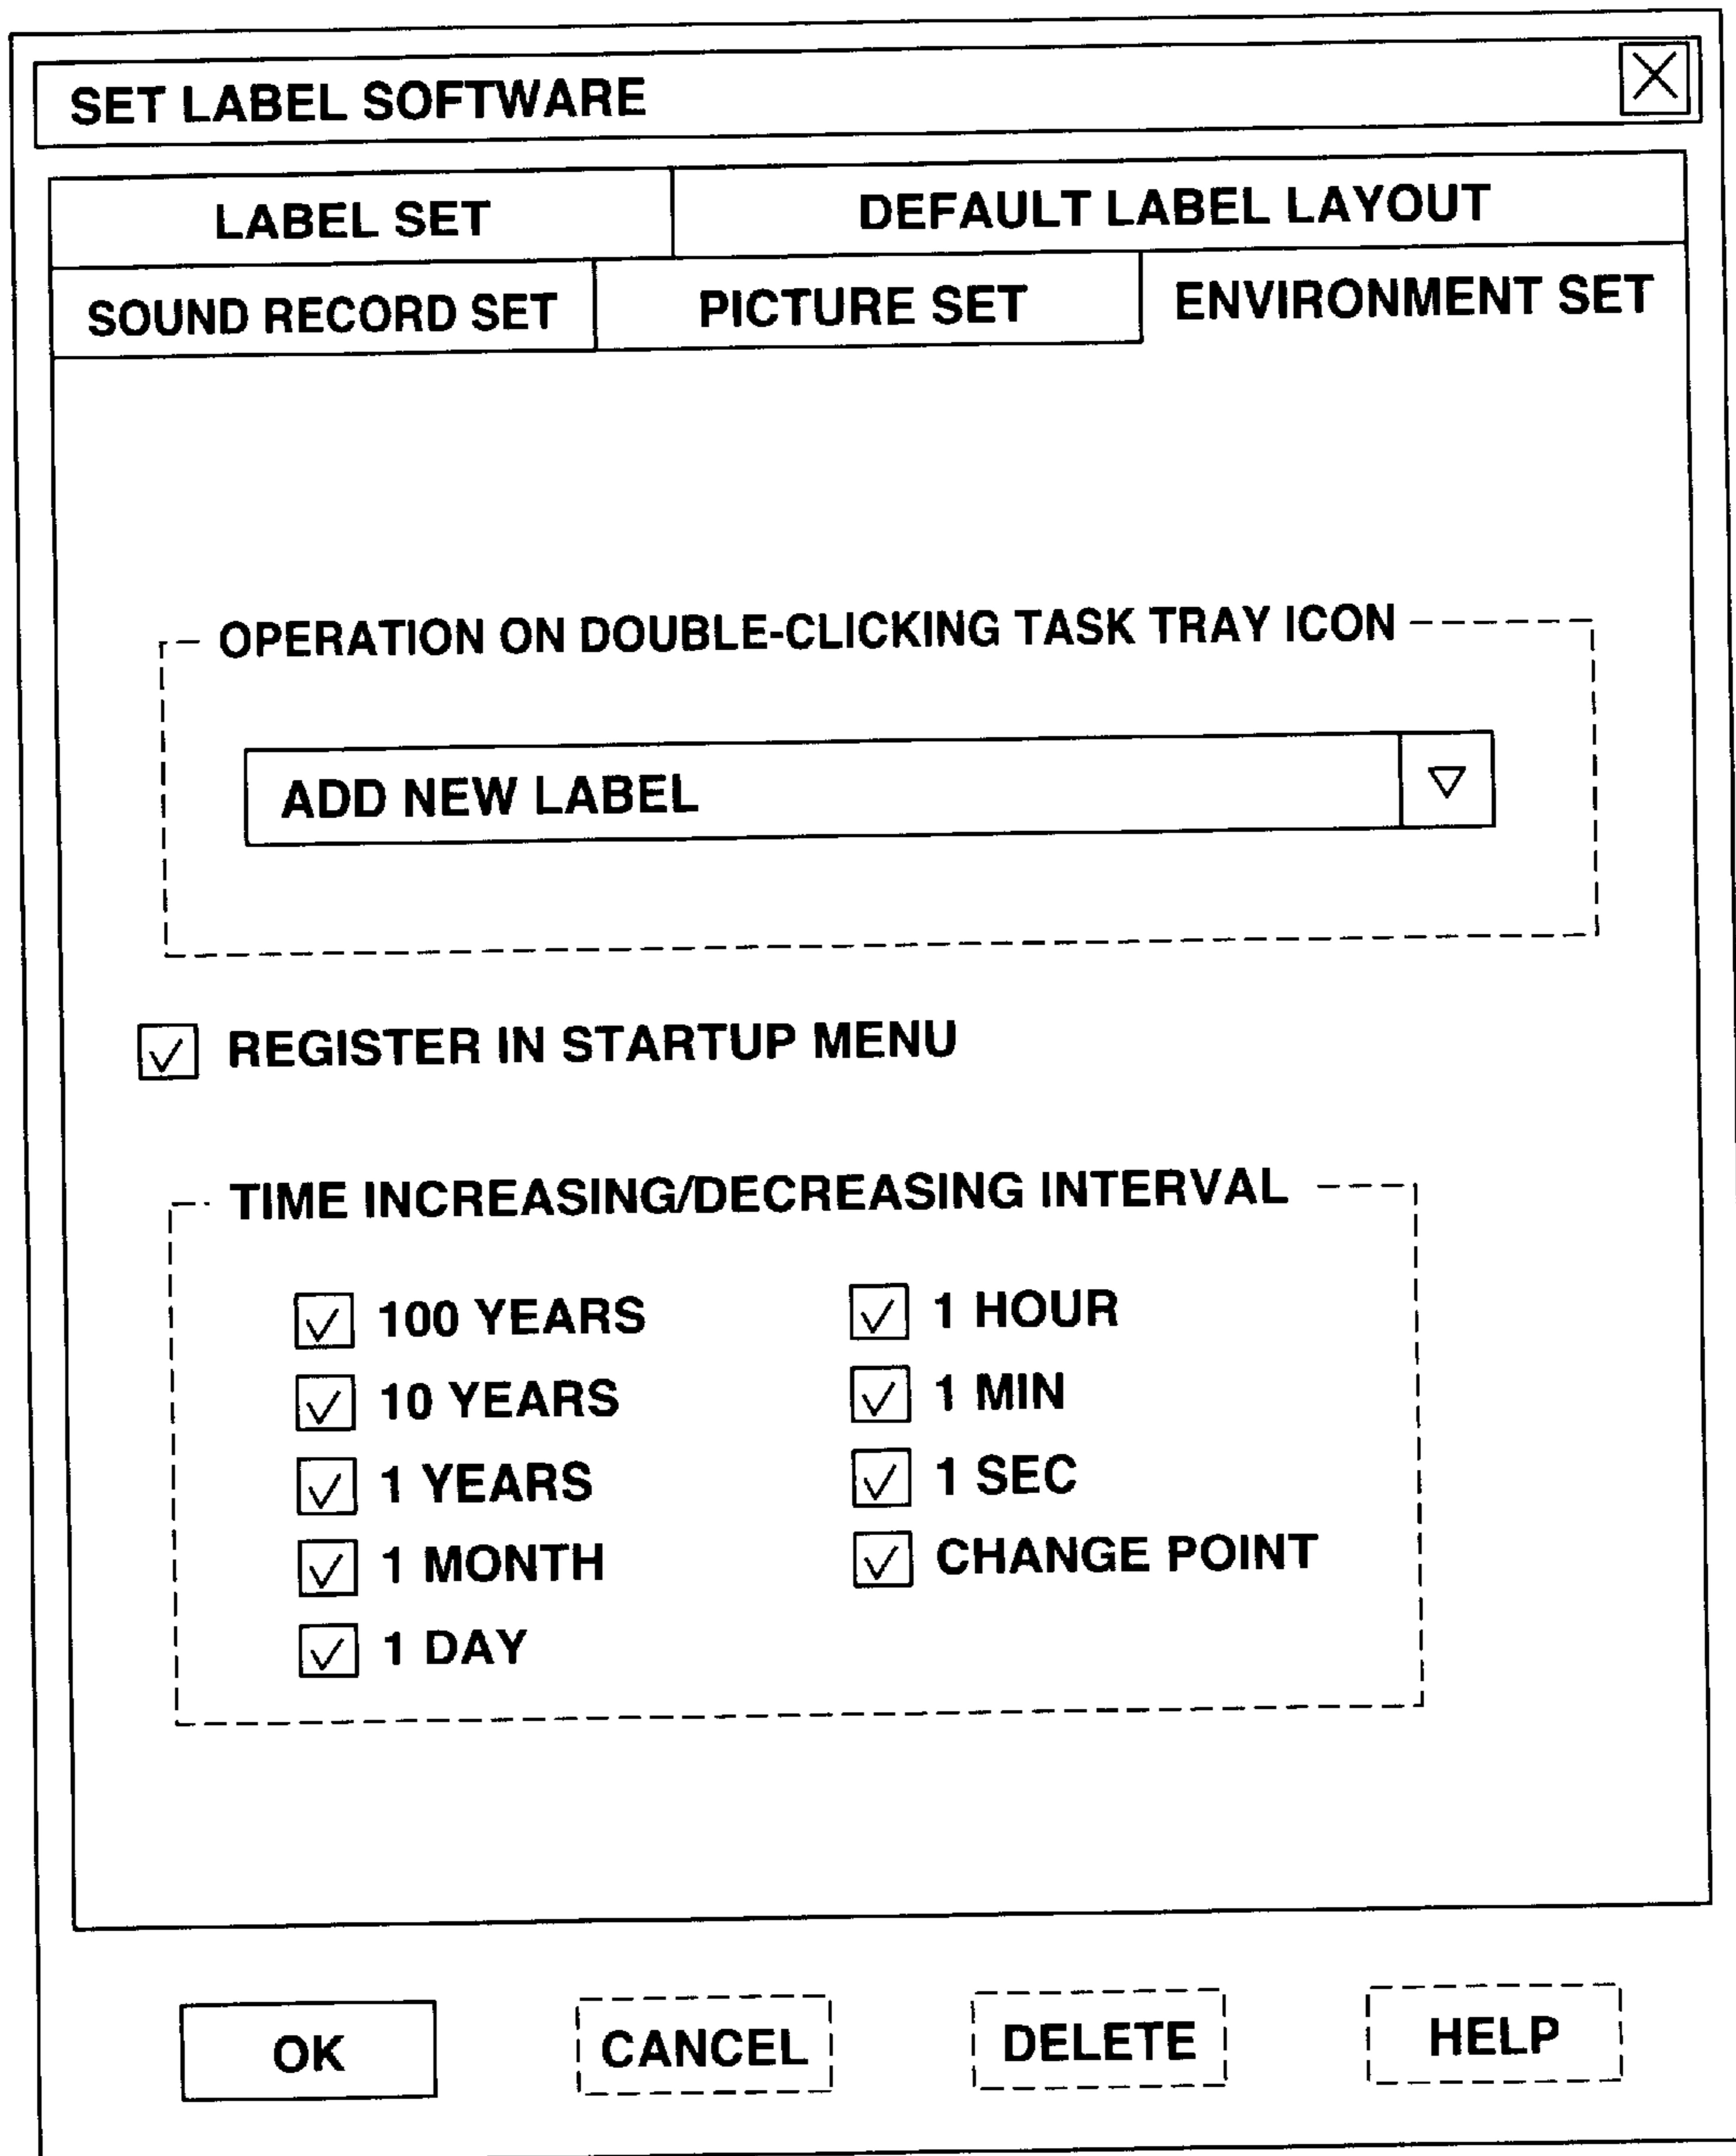 SET LABEL SOFTWARE
LABEL SET
DEFAULT LABEL LAYOUT
SOUND RECORD SET
PICTURE SET
ENVIRONMENT SET
OPERATION ON DOUBLE-CLICKING TASK TRAY ICON
ADD NEW LABEL
REGISTER IN STARTUP MENU
TIME INCREASING/DECREASING INTERVAL
100 YEARS
10 YEARS
1 YEARS
1 MONTH
1 DAY
1 HOUR
1 MIN
1 SEC
CHANGE POINT
OK
CANCEL
DELETE
HELP